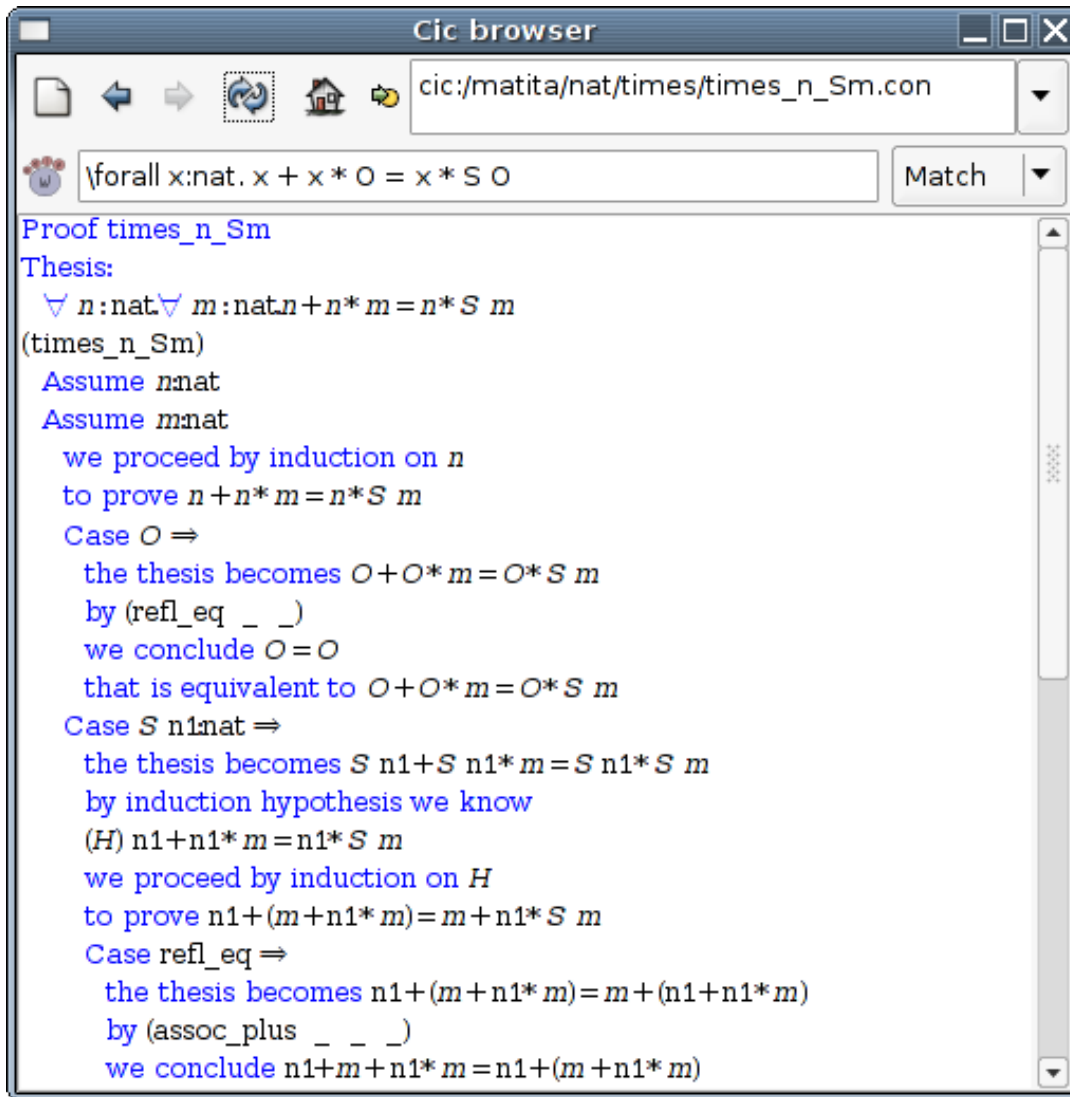 Cic browser
cic:/matita/nat/times/times_n_Sm.con
\forall x:nat. x + x * O = x * S O
Match
Proof times_n_Sm
Thesis:
∀ n:nat.∀ m:nat.n+n*m=n*S m
(times_n_Sm)
Assume n:nat
Assume m:nat
we proceed by induction on n
to prove n+n*m=n*S m
Case O ⇒
the thesis becomes O+O*m=O*S m
by (refl_eq _ _)
we conclude O=O
that is equivalent to O+O*m=O*S m
Case S n1:nat ⇒
the thesis becomes S n1+S n1*m=S n1*S m
by induction hypothesis we know
(H) n1+n1*m=n1*S m
we proceed by induction on H
to prove n1+(m+n1*m)=m+n1*S m
Case refl_eq ⇒
the thesis becomes n1+(m+n1*m)=m+(n1+n1*m)
by (assoc_plus _ _ _)
we conclude n1+m+n1*m=n1+(m+n1*m)